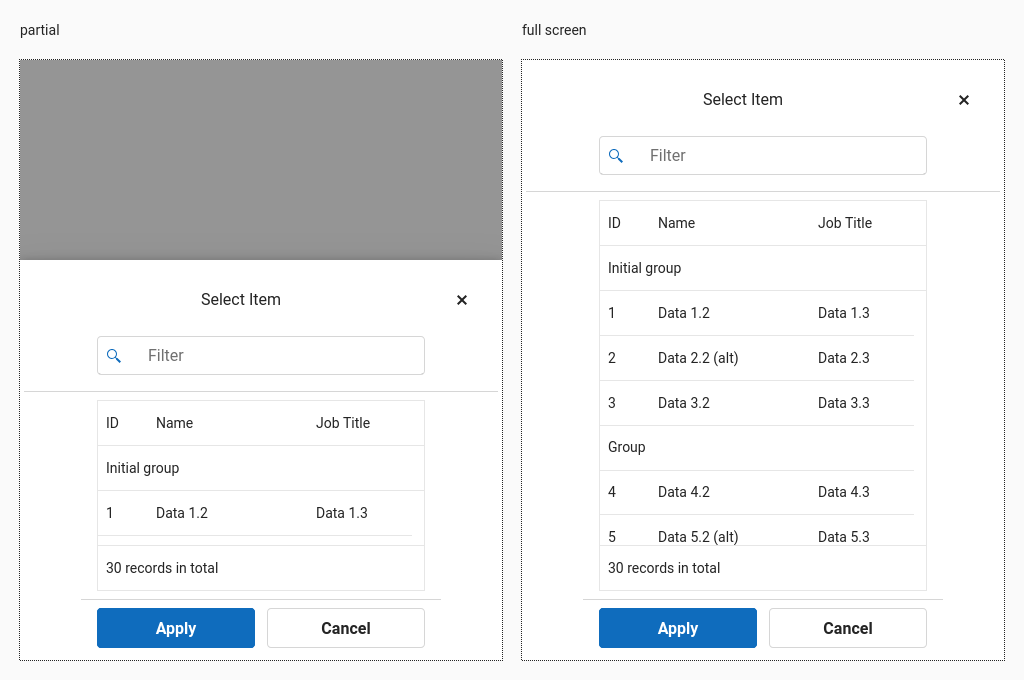 partial
Select Item
Filter
ID Name Job Title
Initial group
1 Data 1.2 Data 1.3
30 records in total
Apply Cancel
full screen
Select Item
Filter
ID Name Job Title
Initial group
1 Data 1.2 Data 1.3
2 Data 2.2 (alt) Data 2.3
3 Data 3.2 Data 3.3
Group
4 Data 4.2 Data 4.3
5 Data 5.2 (alt) Data 5.3
30 records in total
Apply Cancel